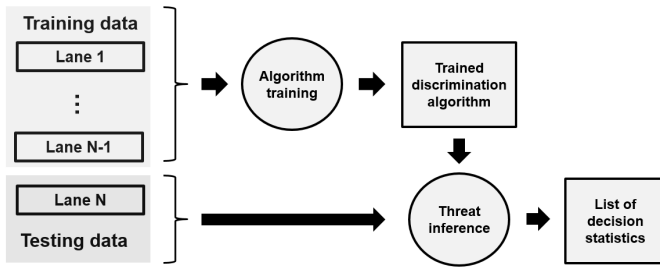 Training data
Lane 1
⋮
Lane N-1
Lane N
Testing data
Algorithm
training
Trained
discrimination
algorithm
Threat
inference
List of
decision
statistics